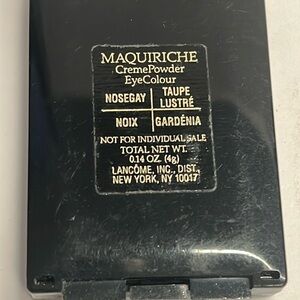 MAQUIRICHE
CremePowder
EyeColour
NOSEGAY TAUPE LUSTRÉ
NOIX GARDÉNIA
NOT FOR INDIVIDUAL SALE
TOTAL NET WT.
0.14 OZ. (4g)
LANCÔME, INC., DIST.,
NEW YORK, NY 10017